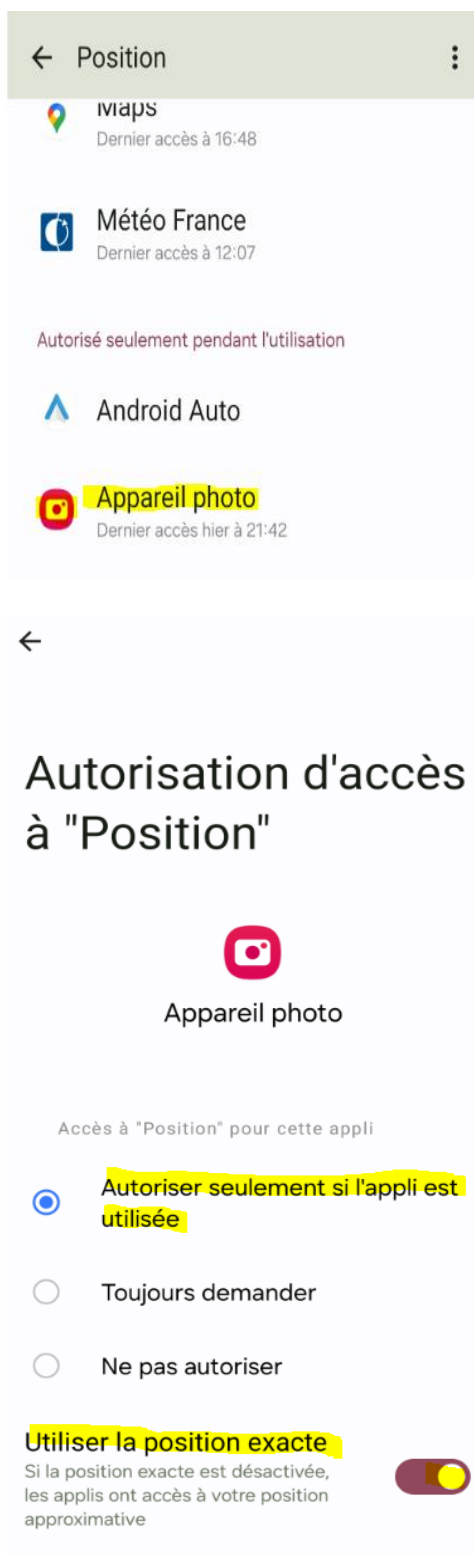 Position
Maps
Dernier accès à 16:48
Météo France
Dernier accès à 12:07
Autorisé seulement pendant l'utilisation
Android Auto
Appareil photo
Dernier accès hier à 21:42
Autorisation d'accès
à "Position"
Appareil photo
Accès à "Position" pour cette appli
Autoriser seulement si l'appli est
utilisée
Toujours demander
Ne pas autoriser
Utiliser la position exacte
Si la position exacte est désactivée,
les applis ont accès à votre position
approximative